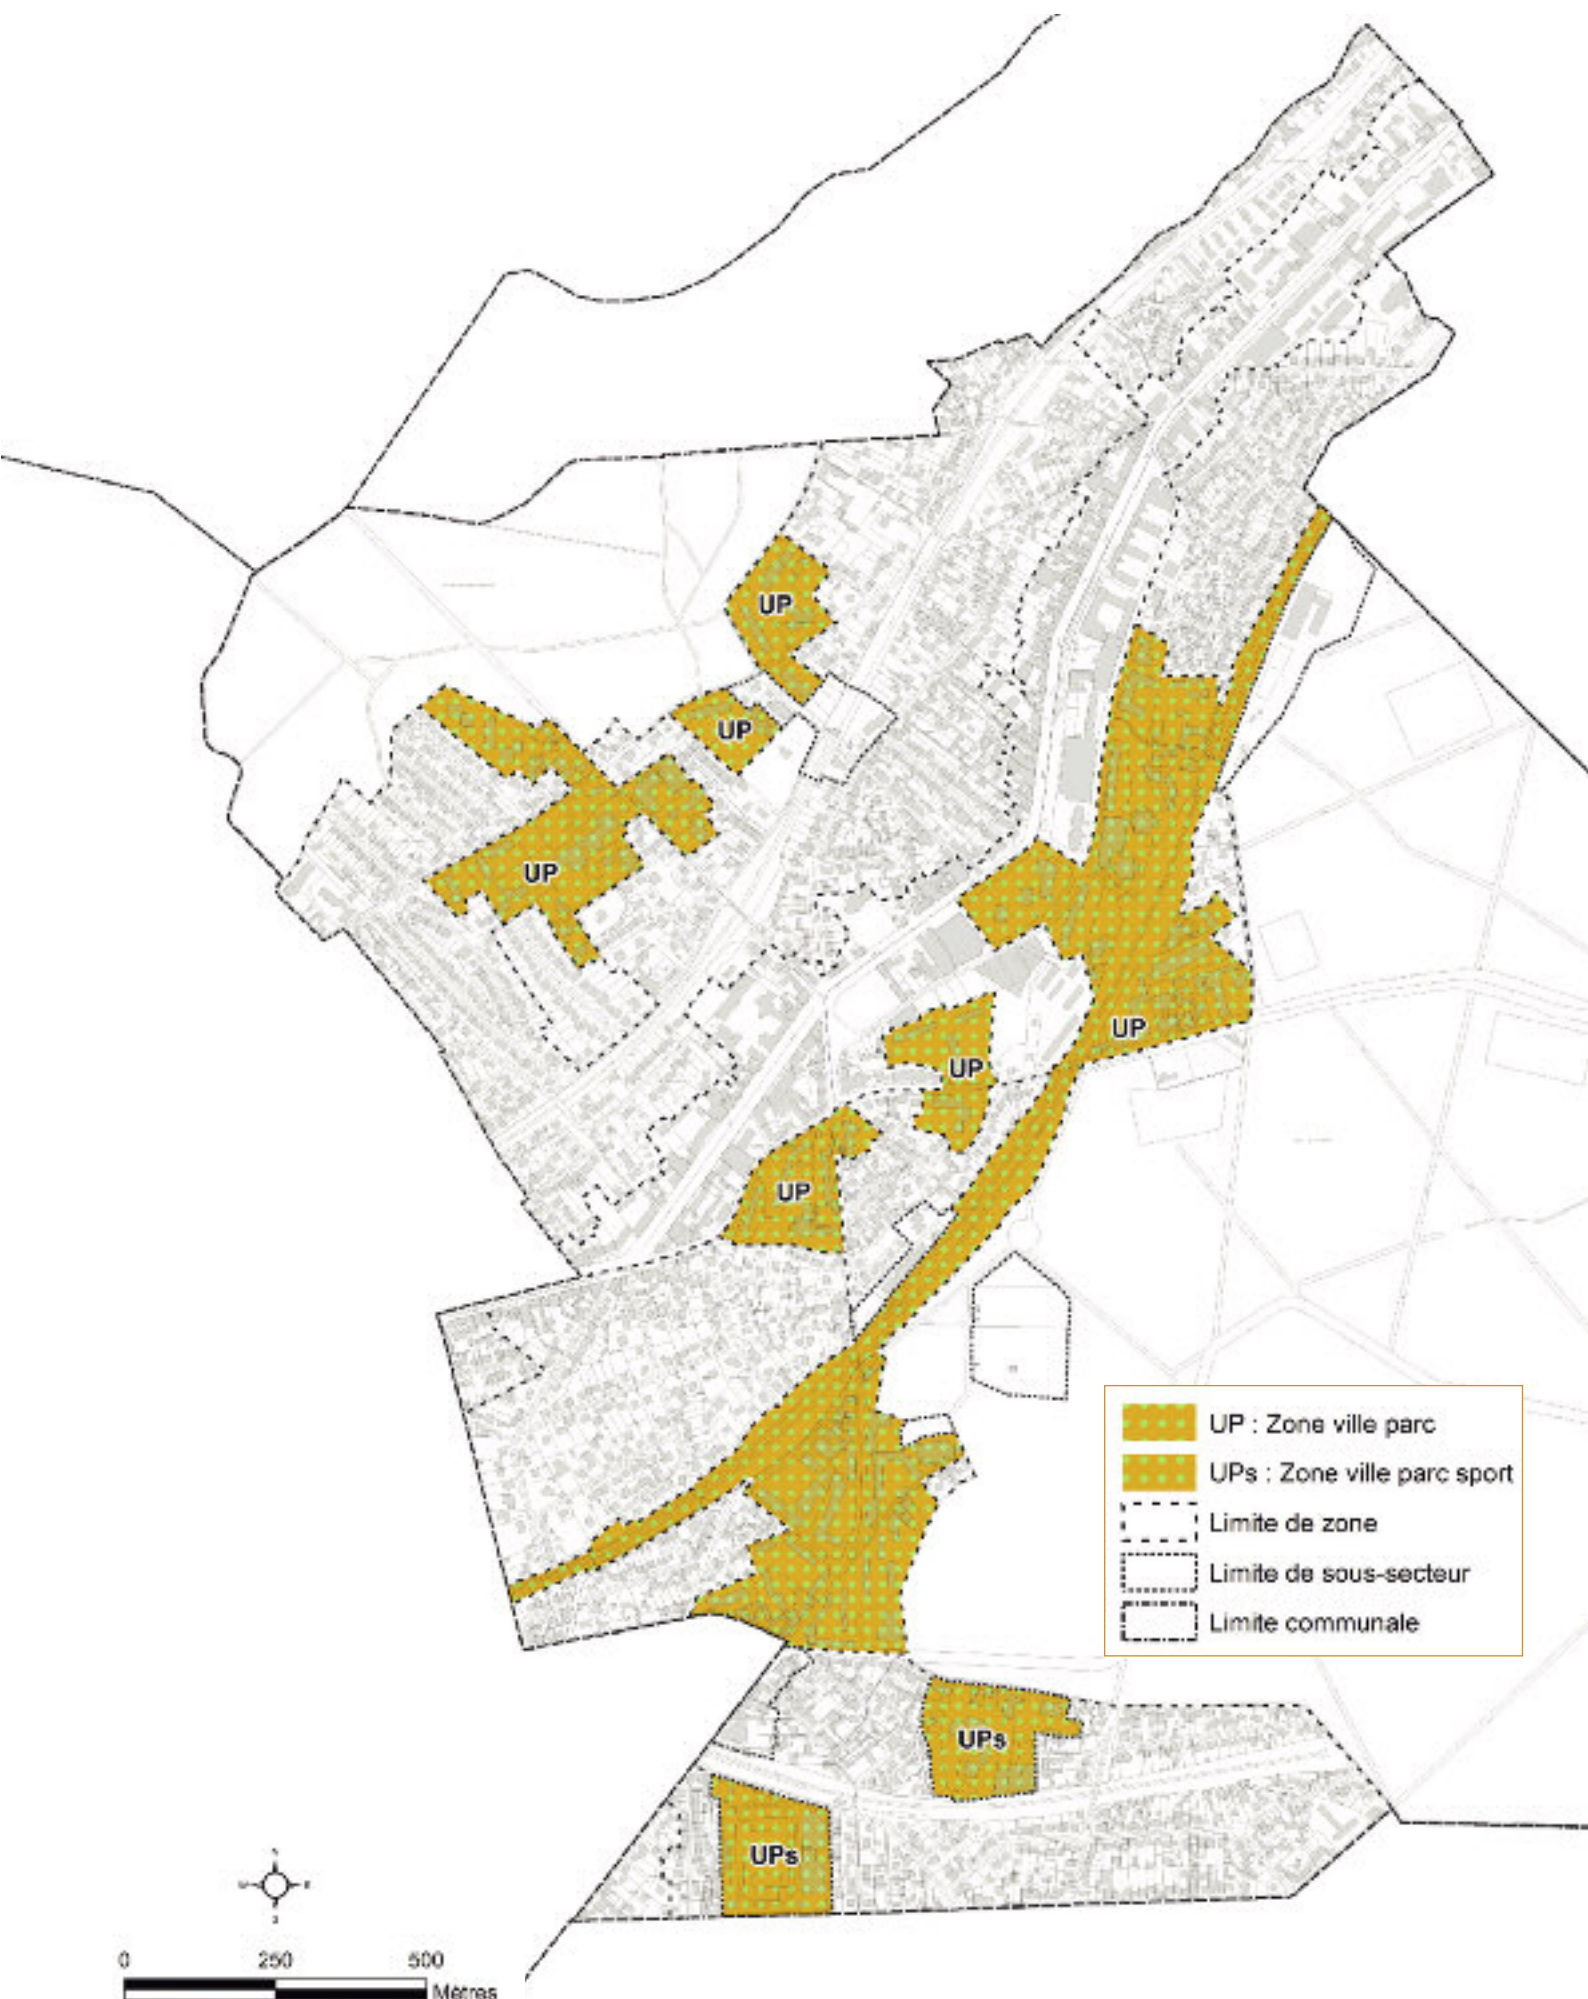 UP
UP
UP
UP
UP
UP
UP : Zone ville parc
UPs : Zone ville parc sport
Limite de zone
Limite de sous-secteur
Limite communale
UPs
UPs
0 250 500
Mètres